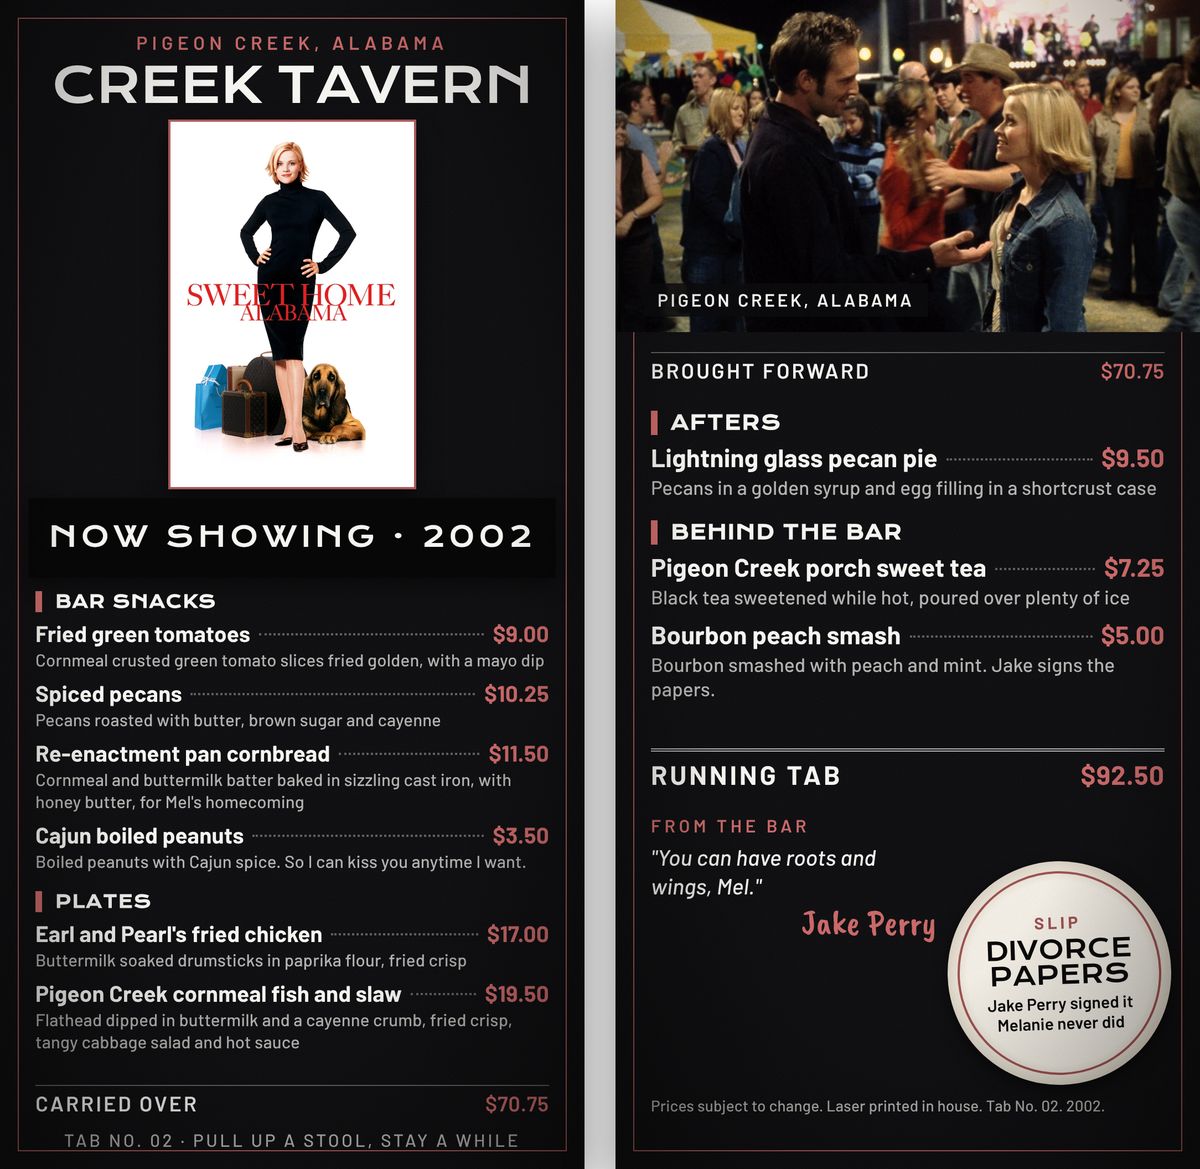 PIGEON CREEK, ALABAMA
CREEK TAVERN
SWEET HOME
ALABAMA
NOW SHOWING · 2002
BAR SNACKS
Fried green tomatoes $9.00
Cornmeal crusted green tomato slices fried golden, with a mayo dip
Spiced pecans $10.25
Pecans roasted with butter, brown sugar and cayenne
Re-enactment pan cornbread $11.50
Cornmeal and buttermilk batter baked in sizzling cast iron, with
honey butter, for Mel's homecoming
Cajun boiled peanuts $3.50
Boiled peanuts with Cajun spice. So I can kiss you anytime I want.
PLATES
Earl and Pearl's fried chicken $17.00
Buttermilk soaked drumsticks in paprika flour, fried crisp
Pigeon Creek cornmeal fish and slaw $19.50
Flathead dipped in buttermilk and a cayenne crumb, fried crisp,
tangy cabbage salad and hot sauce
CARRIED OVER $70.75
TAB NO. 02 · PULL UP A STOOL, STAY A WHILE
PIGEON CREEK, ALABAMA
BROUGHT FORWARD $70.75
AFTERS
Lightning glass pecan pie $9.50
Pecans in a golden syrup and egg filling in a shortcrust case
BEHIND THE BAR
Pigeon Creek porch sweet tea $7.25
Black tea sweetened while hot, poured over plenty of ice
Bourbon peach smash $5.00
Bourbon smashed with peach and mint. Jake signs the
papers.
RUNNING TAB $92.50
FROM THE BAR
"You can have roots and
wings, Mel."
Jake Perry
SLIP
DIVORCE
PAPERS
Jake Perry signed it
Melanie never did
Prices subject to change. Laser printed in house. Tab No. 02. 2002.